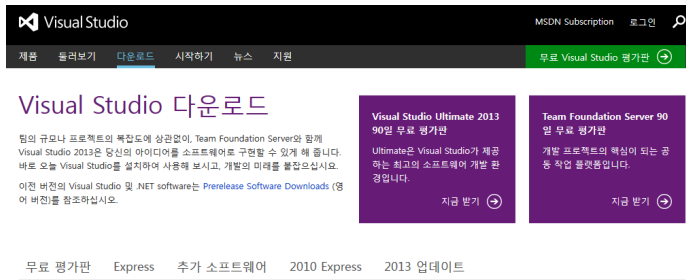 Visual Studio
MSDN Subscription 로그인
제품 둘러보기 다운로드 시작하기 뉴스 지원
무료 Visual Studio 평가판
Visual Studio 다운로드
팀의 규모나 프로젝트의 복잡도에 상관없이, Team Foundation Server와 함께
Visual Studio 2013은 당신의 아이디어를 소프트웨어로 구현할 수 있게 해 줍니다.
바로 오늘 Visual Studio를 설치하여 사용해 보시고, 개발의 미래를 붙잡으십시오.
이전 버전의 Visual Studio 및 .NET software는 Prerelease Software Downloads (영
어 버전)를 참조하십시오.
Visual Studio Ultimate 2013
90일 무료 평가판
Ultimate은 Visual Studio가 제공
하는 최고의 소프트웨어 개발 환
경입니다.
지금 받기
Team Foundation Server 90
일 무료 평가판
개발 프로젝트의 핵심이 되는 공
동 작업 플랫폼입니다.
지금 받기
무료 평가판 Express 추가 소프트웨어 2010 Express 2013 업데이트